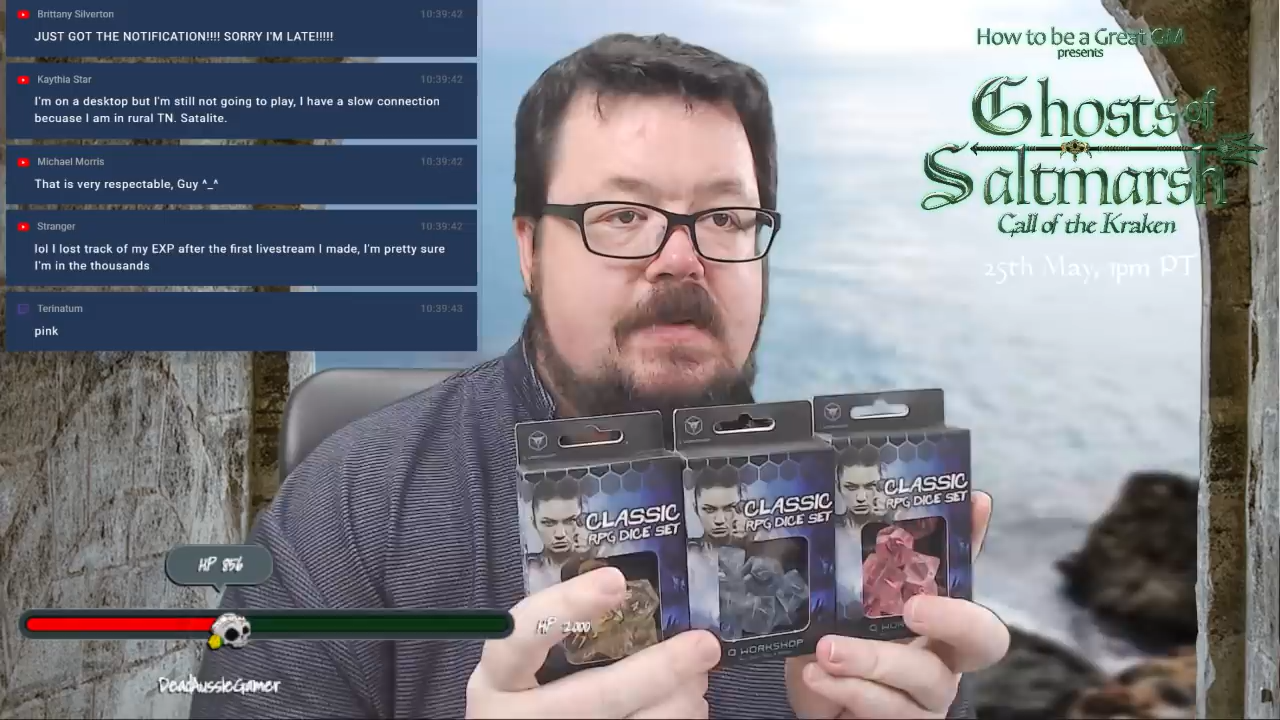 Brittany Silverton
10:39:42
JUST GOT THE NOTIFICATION!!!! SORRY I'M LATE!!!!!
Kaythia Star
10:39:42
I'm on a desktop but I'm still not going to play, I have a slow connection
becuase I am in rural TN. Satalite.
Michael Morris
10:39:42
That is very respectable, Guy ^_^
Stranger
10:39:42
lol I lost track of my EXP after the first livestream I made, I'm pretty sure
I'm in the thousands
Terinatum
10:39:43
pink
How to be a Great GM
presents
Ghosts of
Saltmarsh
Call of the Kraken
25th May, 1pm PT
CLASSIC
RPG DICE SET
CLASSIC
RPG DICE SET
Q WORKSHOP
CLASSIC
RPG DICE SET
Q WORK
HP 856
HP 2,000
DeadAussieGamer